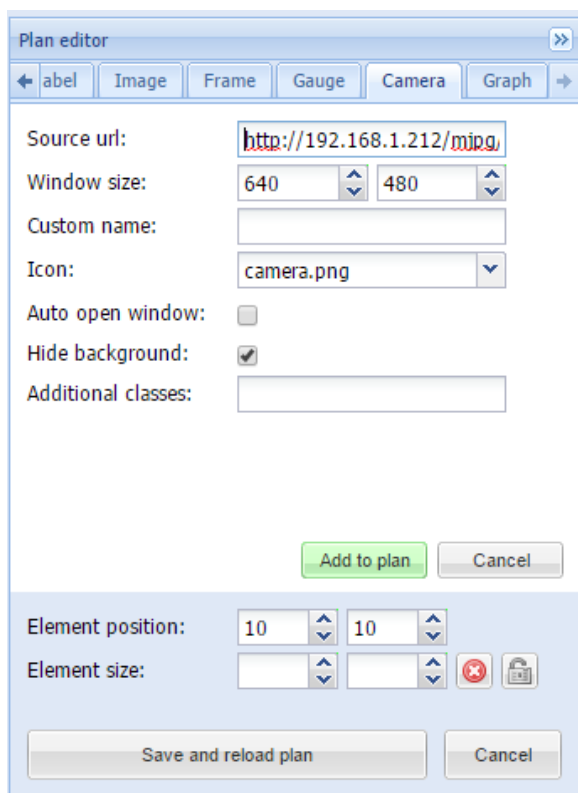 Plan editor
abel Image Frame Gauge Camera Graph
Source url: http://192.168.1.212/mjpg/
Window size: 640 480
Custom name:
Icon: camera.png
Auto open window:
Hide background:
Additional classes:
Add to plan Cancel
Element position: 10 10
Element size:
Save and reload plan Cancel